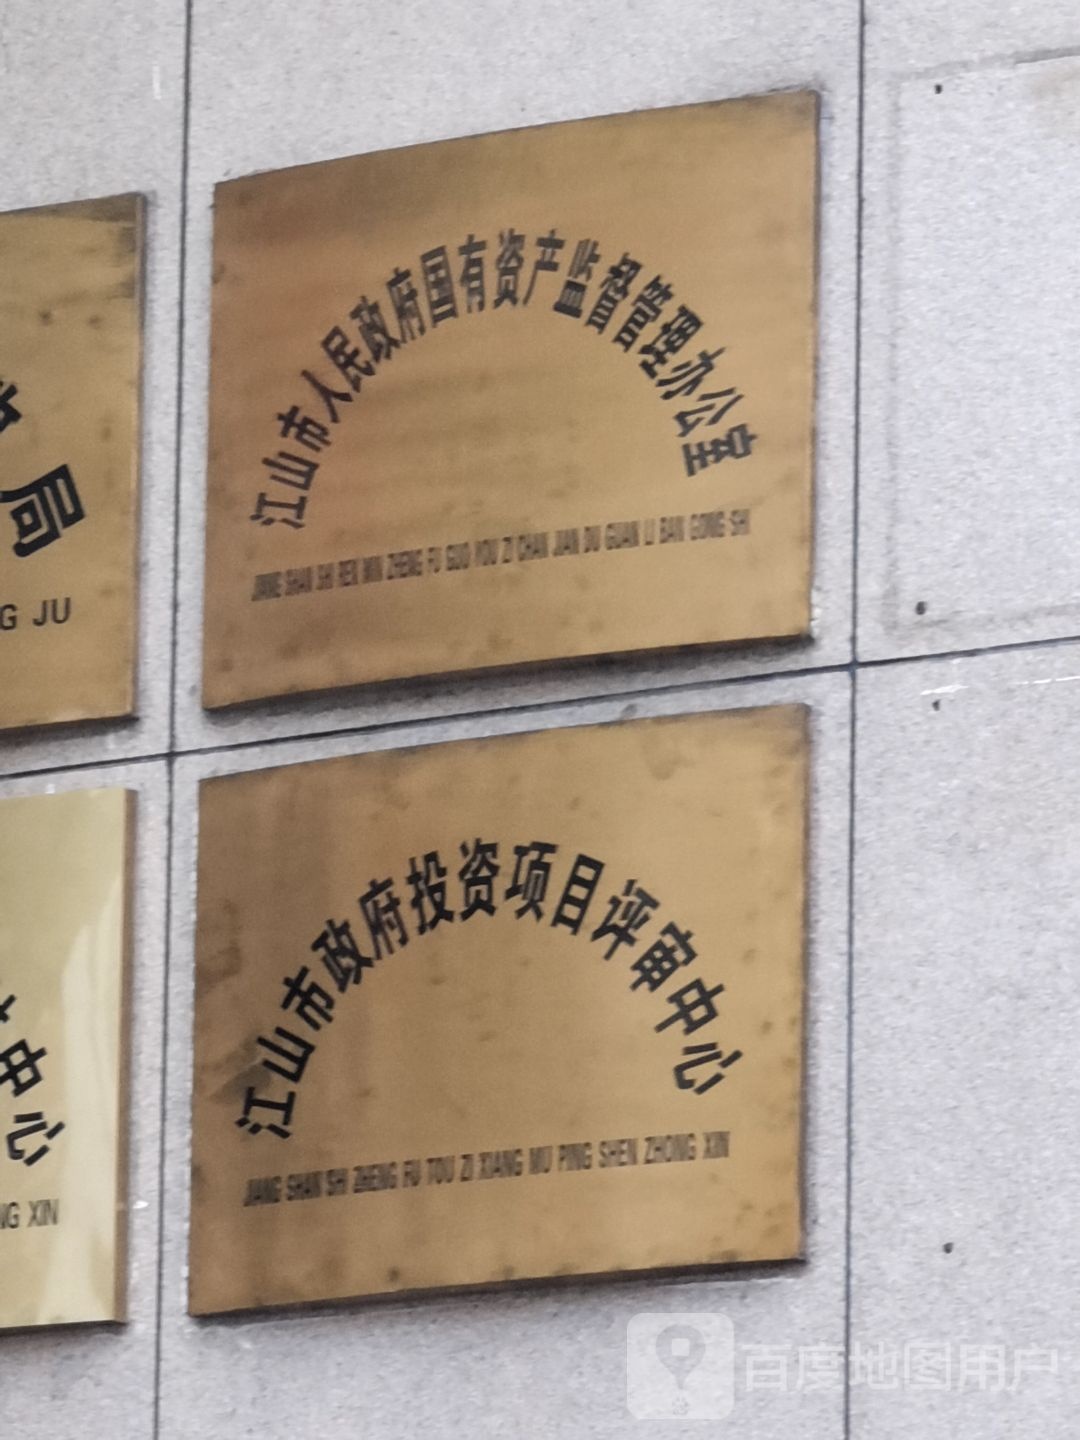 江山市人民政府国有资产监督管理办公室
JIANG SHAN SHI REN MIN ZHENG FU GUO YOU ZI CHAN JIAN DU GUAN LI BAN GONG SHI
局
G JU
江山市政府投资项目评审中心
JIANG SHAN SHI ZHENG FU TOU ZI XIANG MU PING SHEN ZHONG XIN
中心
NG XIN
百度地图用户